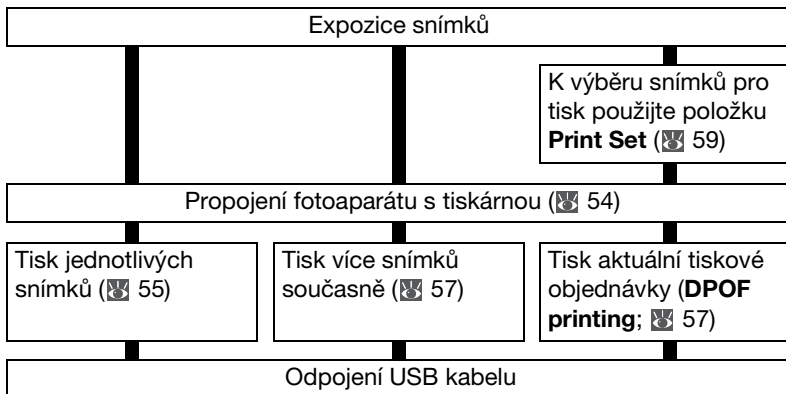 Expozice snímků
K výběru snímků pro
tisk použijte položku
Print Set ( 59)
Propojení fotoaparátu s tiskárnou ( 54)
Tisk jednotlivých
snímků ( 55)
Tisk více snímků
současně ( 57)
Tisk aktuální tiskové
objednávky (DPOF
printing; 57)
Odpojení USB kabelu